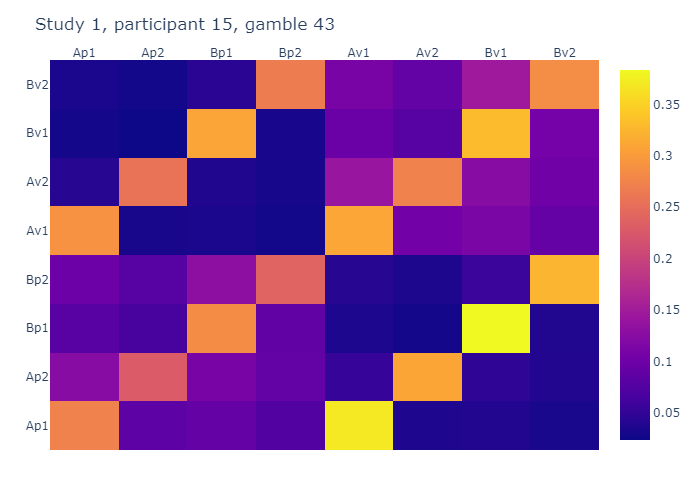 Study 1, participant 15, gamble 43
Ap1 Ap2 Bp1 Bp2 Av1 Av2 Bv1 Bv2
Bv2
Bv1
Av2
Av1
Bp2
Bp1
Ap2
Ap1
0.35
0.3
0.25
0.2
0.15
0.1
0.05